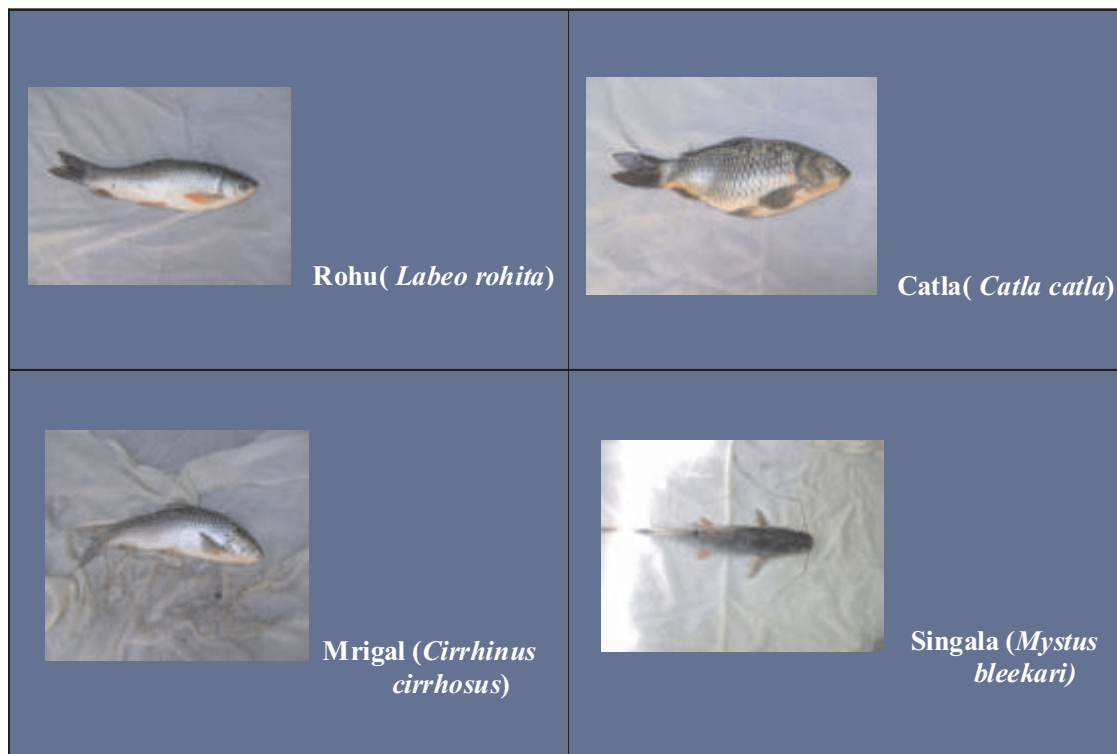 Rohu( Labeo rohita)
Catla( Catla catla)
Mrigal (Cirrhinus
cirrhosus)
Singala (Mystus
bleekari)